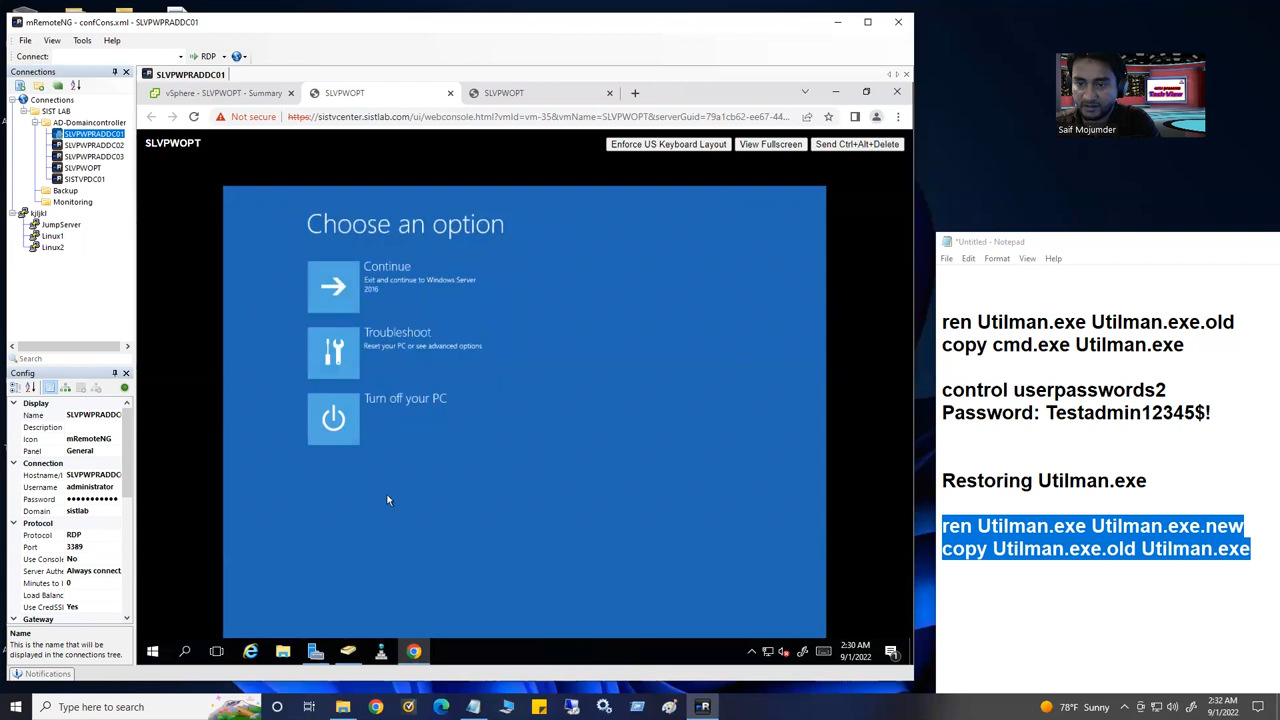 mRemoteNG - confCons.xml - SLVPWPRADDC01
File View Tools Help
Connect: RDP
Connections
SLVPWPRADDC01
Connections
SIST LAB
AD-Domaincontroller
SLVPWPRADDC01
SLVPWPRADDC02
SLVPWPRADDC03
SLVPWOPT
SISTVPDC01
Backup
Monitoring
kjljkl
JumpServer
Linux1
Linux2
Search
Config
Display
Name SLVPWPRADDC0
Description
Icon mRemoteNG
Panel General
Connection
Hostname/I SLVPWPRADDC
Username administrator
Password
Domain sistlab
Protocol
Protocol RDP
Port 3389
Use Console No
Server Authe Always connect
Minutes to I 0
Load Balanc
Use CredSSI Yes
Gateway
Name
This is the name that will be
displayed in the connections tree.
Notifications
vSphere - SLVPWOPT - Summary
SLVPWOPT
SLVPWOPT
Not secure https://sistvcenter.sistlab.com/ui/webconsole.html?vmId=vm-35&vmName=SLVPWOPT&serverGuid=79a1cb62-ee67-44...
SLVPWOPT
Enforce US Keyboard Layout View Fullscreen Send Ctrl+Alt+Delete
Choose an option
Continue
Exit and continue to Windows Server
2016
Troubleshoot
Reset your PC or see advanced options
Turn off your PC
2:30 AM
9/1/2022
Saif Mojumder
*Untitled - Notepad
File Edit Format View Help
ren Utilman.exe Utilman.exe.old
copy cmd.exe Utilman.exe
control userpasswords2
Password: Testadmin12345$!
Restoring Utilman.exe
ren Utilman.exe Utilman.exe.new
copy Utilman.exe.old Utilman.exe
Type here to search
78°F Sunny
2:32 AM
9/1/2022